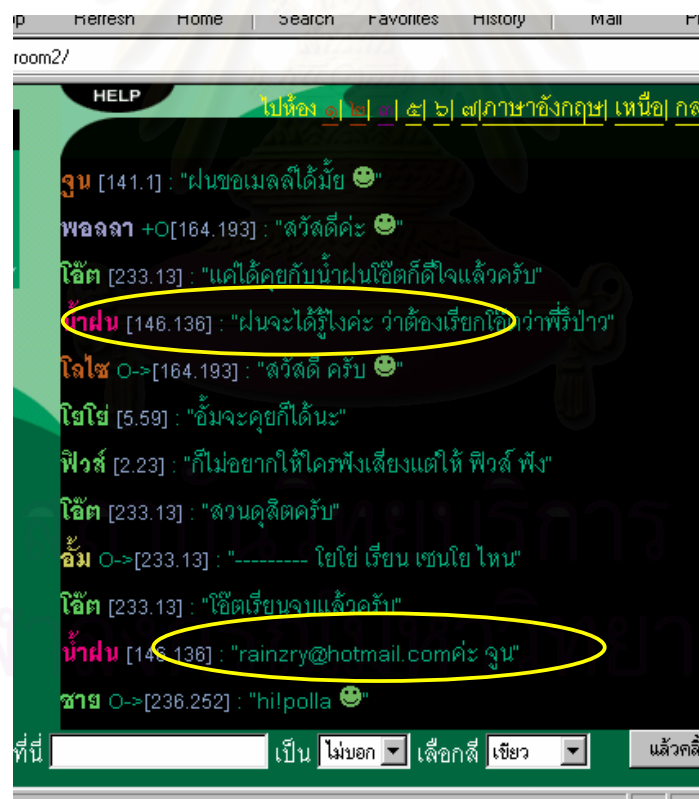 Refresh Home Search Favorites History Mail
room2/
HELP
ไปห้อง ๑| ๒| ๓| ๔| ๖| ๗|ภาษาอังกฤษ| เหนือ|
จูน [141.1] : "ฝนขอเมลล์ได้มั้ย"
พอลลา +O[164.193] : "สวัสดีค่ะ"
โอ๊ต [233.13] : "แค่ได้คุยกับน้ำฝนโอ๊ตก็ดีใจแล้วครับ"
น้ำฝน [146.136] : "ฝนจะได้รู้ไงค่ะ ว่าต้องเรียกโอ๊ตว่าพี่รึป่าว"
โลโซ O->[164.193] : "สวัสดี ครับ"
โยโย่ [5.59] : "อั้มจะคุยก็ได้นะ"
ฟิวส์ [2.23] : "ก็ไม่อยากให้ใครฟังเสียงแต่ให้ ฟิวส์ ฟัง"
โอ๊ต [233.13] : "สวนดุสิตครับ"
อั้ม O->[233.13] : "--------- โยโย่ เรียน เซนโย ไหน"
โอ๊ต [233.13] : "โอ๊ตเรียนจบแล้วครับ"
น้ำฝน [146.136] : "rainzry@hotmail.comค่ะ จูน"
ชาย O->[236.252] : "hi!polla"
ที่นี่ เป็น ไม่บอก เลือกสี เขียว